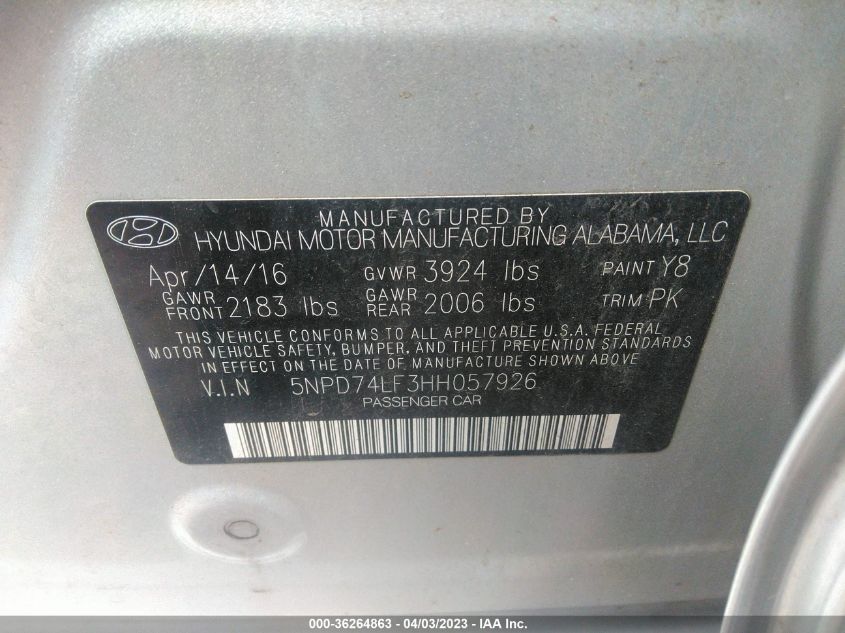 MANUFACTURED BY
HYUNDAI MOTOR MANUFACTURING ALABAMA, LLC
Apr/14/16 GVWR 3924 lbs PAINT Y8
GAWR FRONT 2183 lbs GAWR REAR 2006 lbs TRIM PK
THIS VEHICLE CONFORMS TO ALL APPLICABLE U.S.A. FEDERAL
MOTOR VEHICLE SAFETY, BUMPER, AND THEFT PREVENTION STANDARDS
IN EFFECT ON THE DATE OF MANUFACTURE SHOWN ABOVE
V.I.N 5NPD74LF3HH057926
PASSENGER CAR
000-36264863 - 04/03/2023 - IAA Inc.